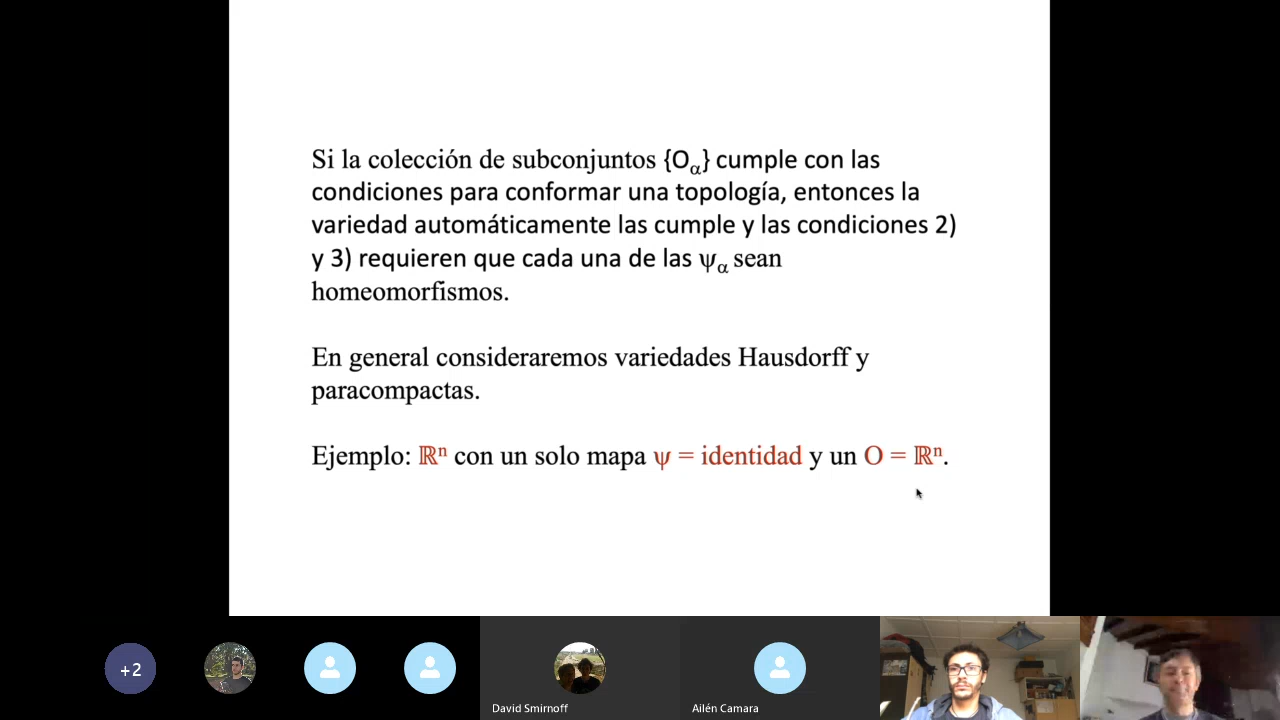 Si la colección de subconjuntos {Oα} cumple con las
condiciones para conformar una topología, entonces la
variedad automáticamente las cumple y las condiciones 2)
y 3) requieren que cada una de las ψα sean
homeomorfismos.
En general consideraremos variedades Hausdorff y
paracompactas.
Ejemplo: ℝⁿ con un solo mapa ψ = identidad y un O = ℝⁿ.
+2
David Smirnoff
Ailén Camara